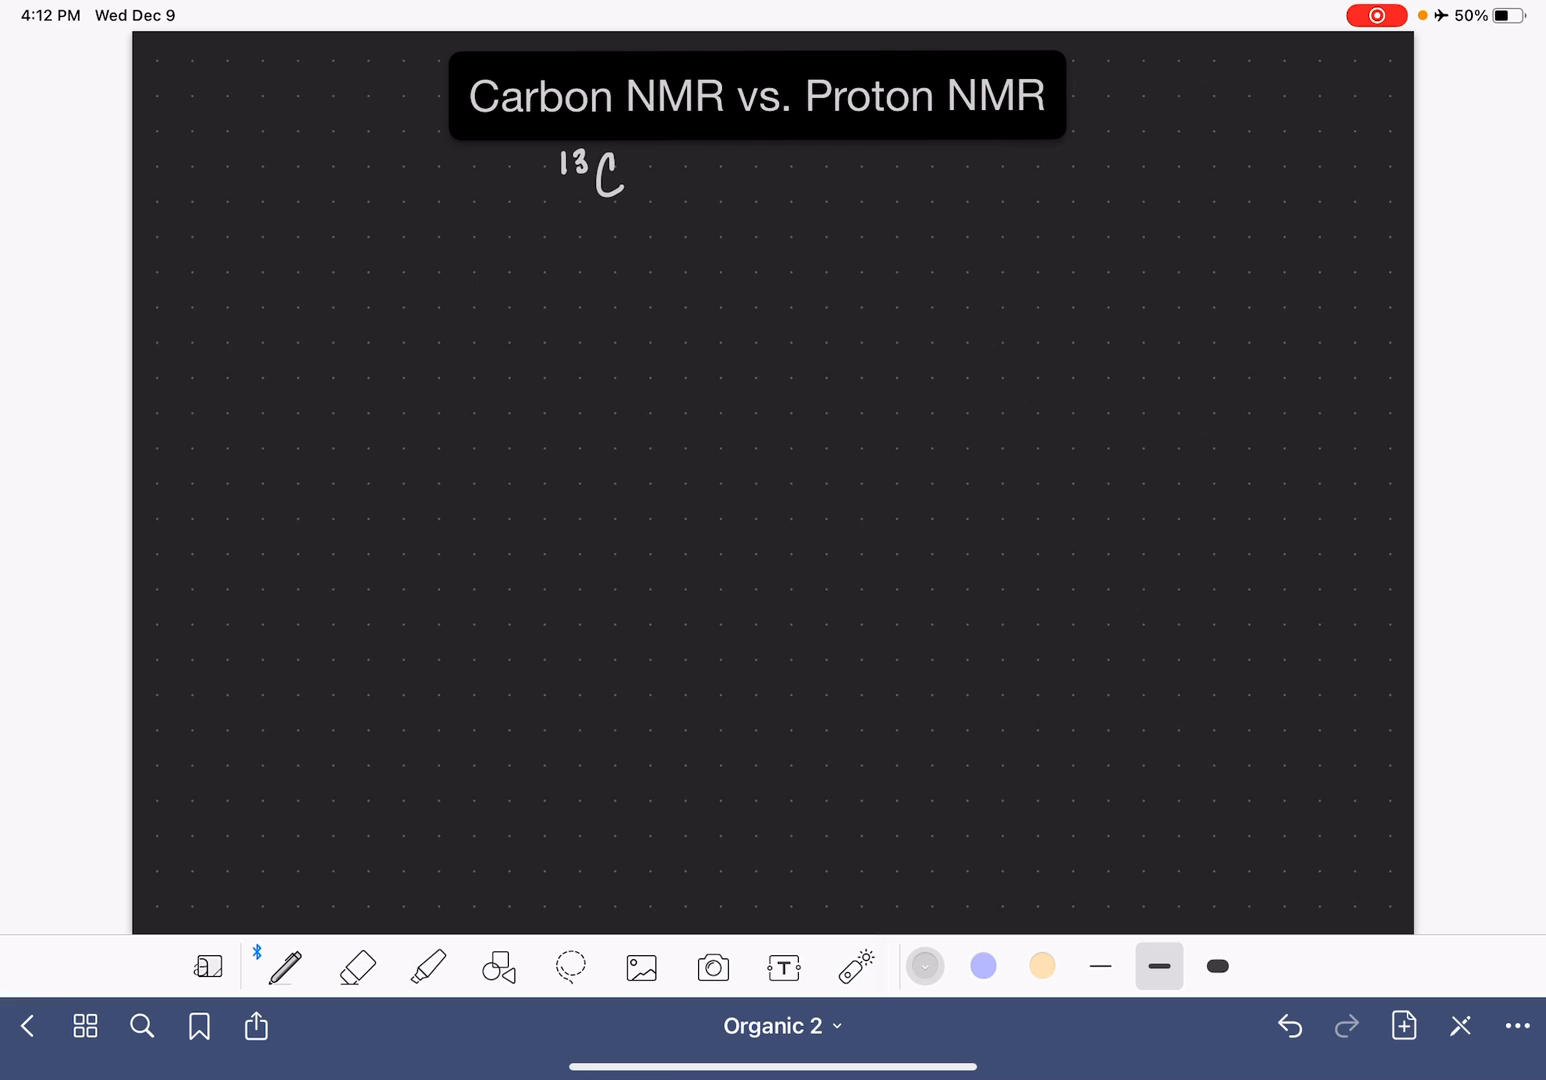 4:12 PM Wed Dec 9
50%
Carbon NMR vs. Proton NMR
¹³C
T
Organic 2